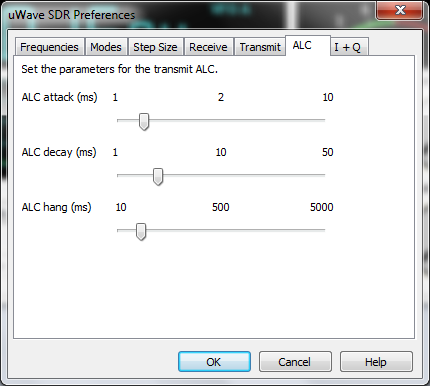 uWave SDR Preferences
Frequencies Modes Step Size Receive Transmit ALC I + Q
Set the parameters for the transmit ALC.
ALC attack (ms) 1 2 10
ALC decay (ms) 1 10 50
ALC hang (ms) 10 500 5000
OK Cancel Help